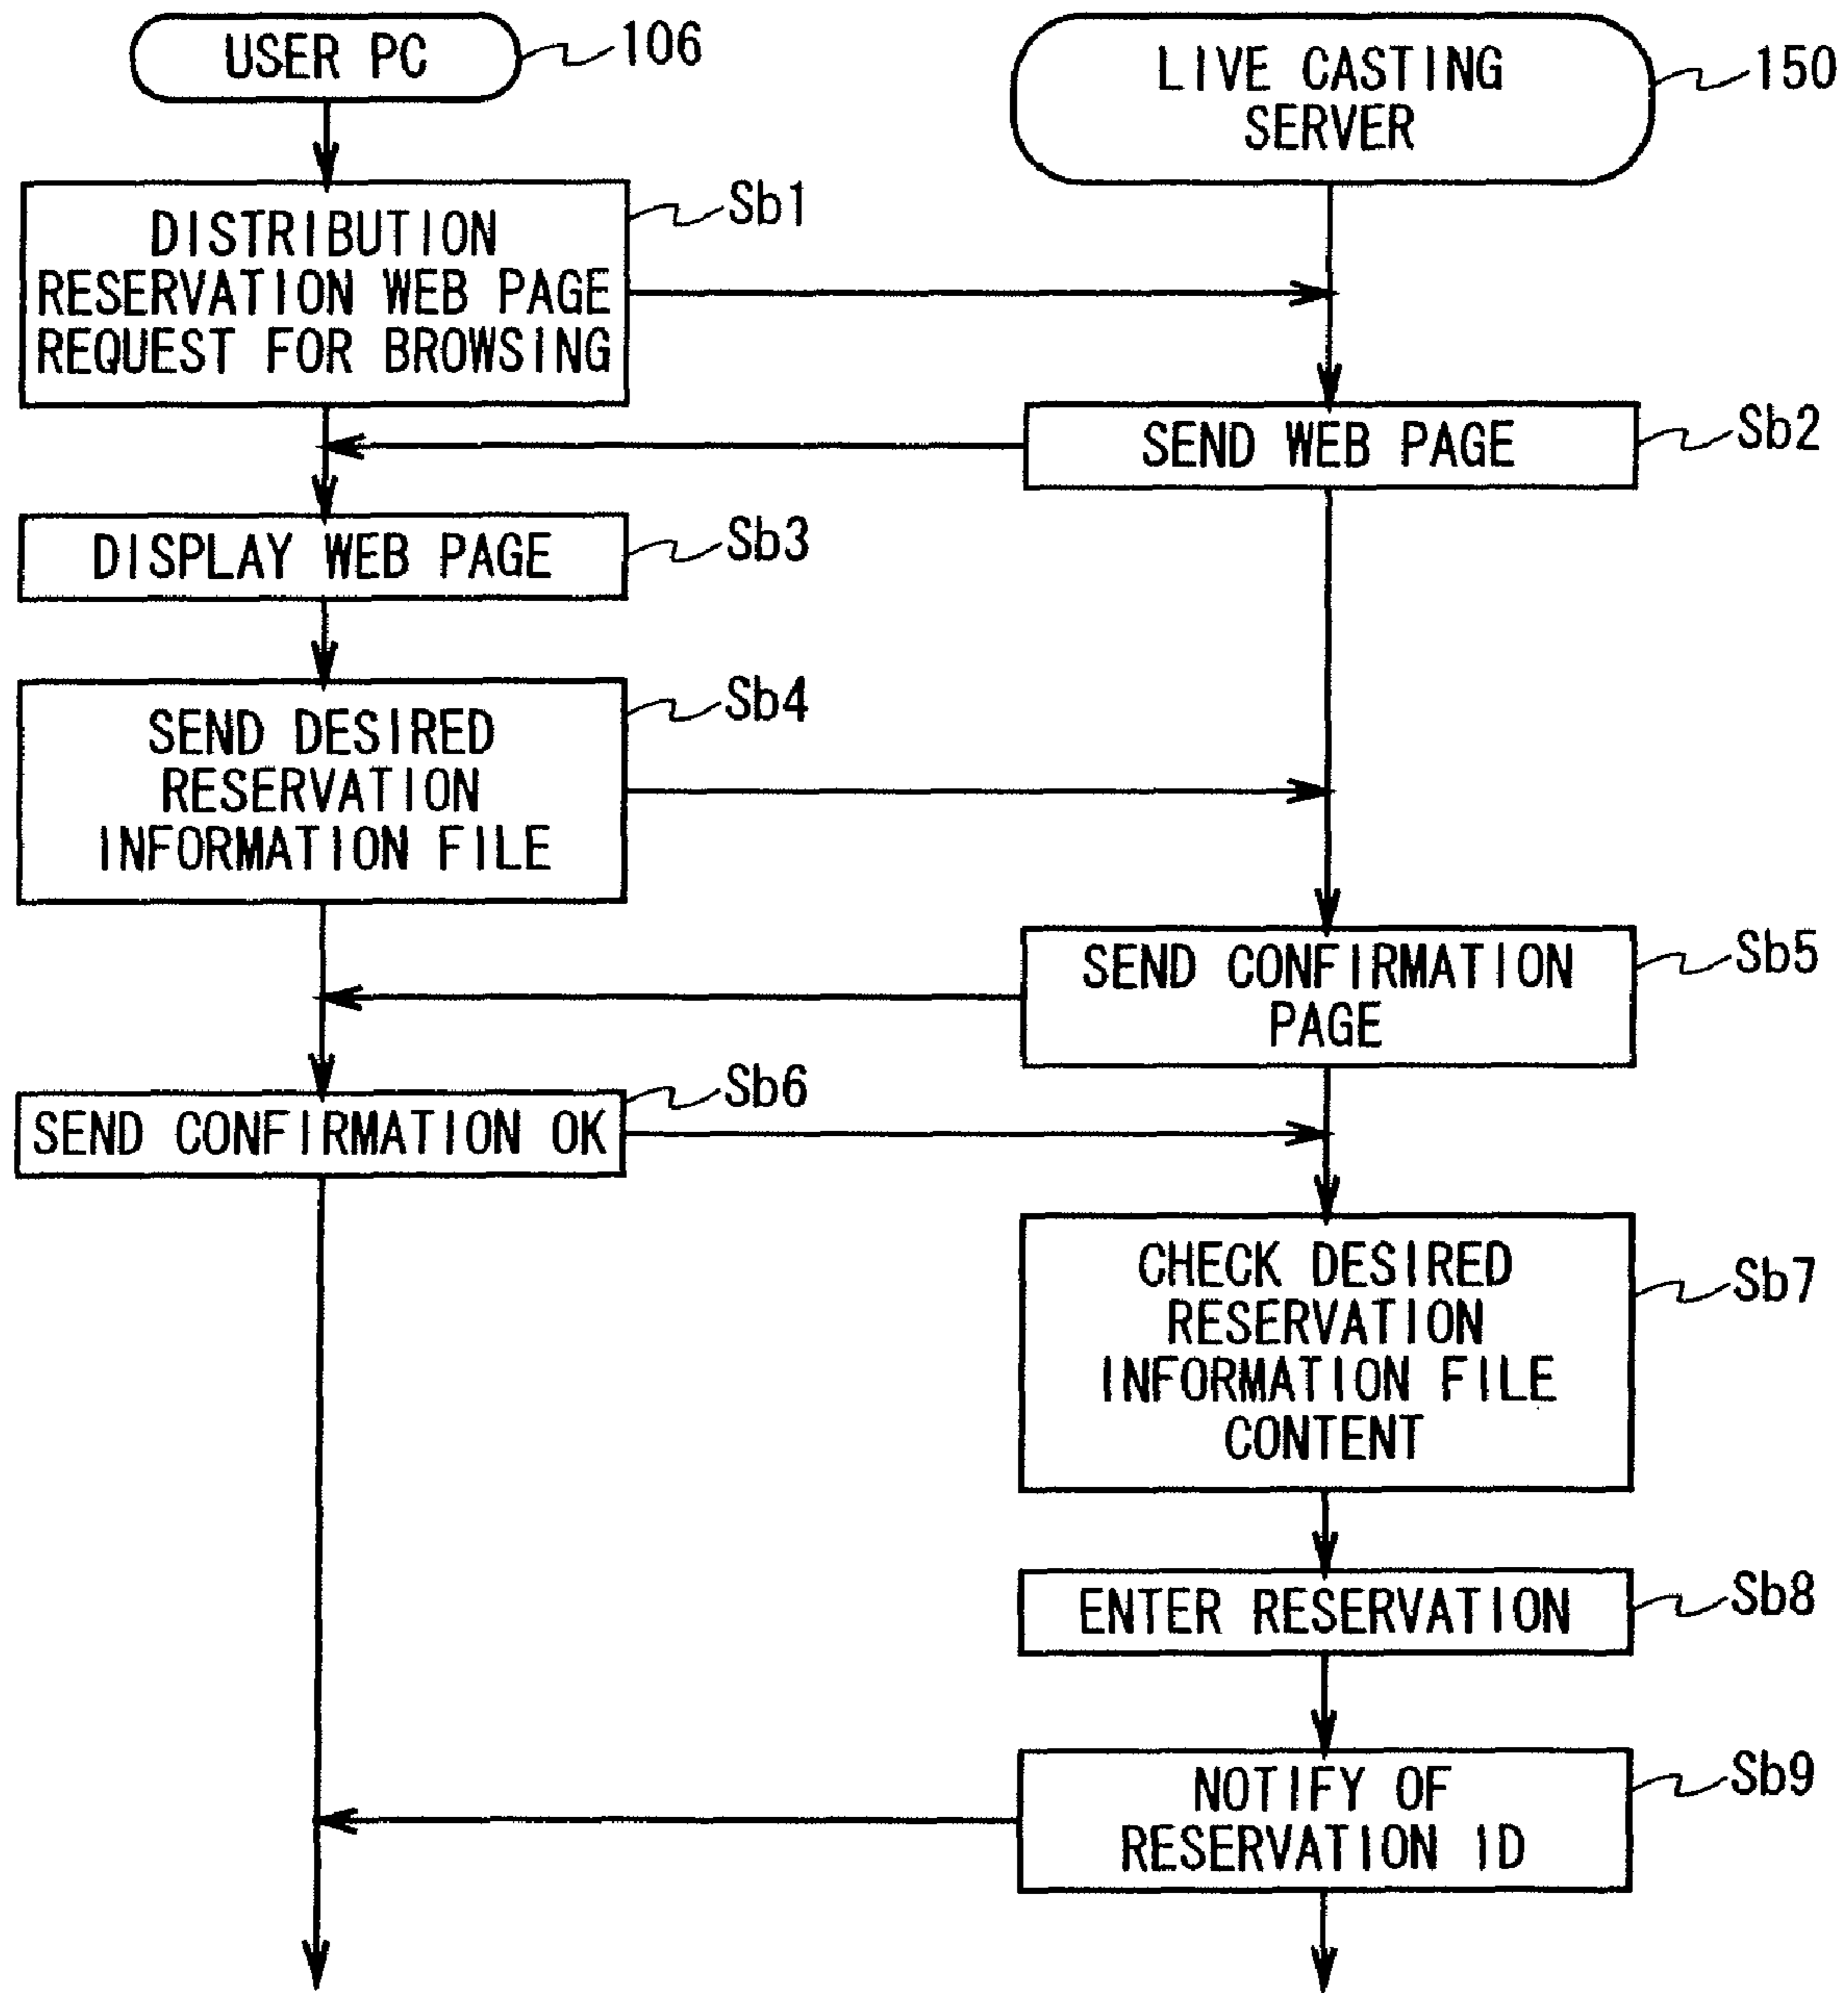 USER PC
106
LIVE CASTING
SERVER
150
DISTRIBUTION
RESERVATION WEB PAGE
REQUEST FOR BROWSING
Sb1
SEND WEB PAGE
Sb2
DISPLAY WEB PAGE
Sb3
SEND DESIRED
RESERVATION
INFORMATION FILE
Sb4
SEND CONFIRMATION
PAGE
Sb5
SEND CONFIRMATION OK
Sb6
CHECK DESIRED
RESERVATION
INFORMATION FILE
CONTENT
Sb7
ENTER RESERVATION
Sb8
NOTIFY OF
RESERVATION ID
Sb9